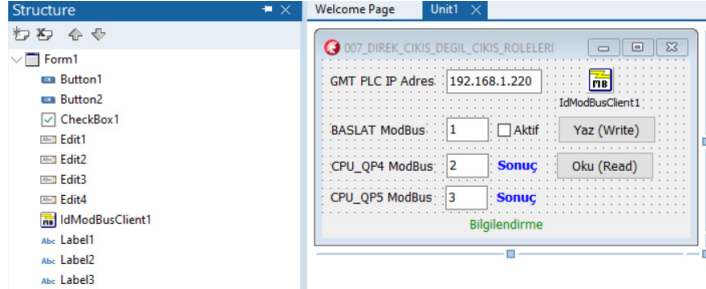 Structure
Welcome Page
Unit1
Form1
Button1
Button2
CheckBox1
Edit1
Edit2
Edit3
Edit4
IdModBusClient1
Label1
Label2
Label3
007_DIREK_CIKIS_DEGIL_CIKIS_ROLELERI
GMT PLC IP Adres 192.168.1.220
MB
IdModBusClient1
BASLAT ModBus 1 Aktif Yaz (Write)
CPU_QP4 ModBus 2 Sonuç Oku (Read)
CPU_QP5 ModBus 3 Sonuç
Bilgilendirme